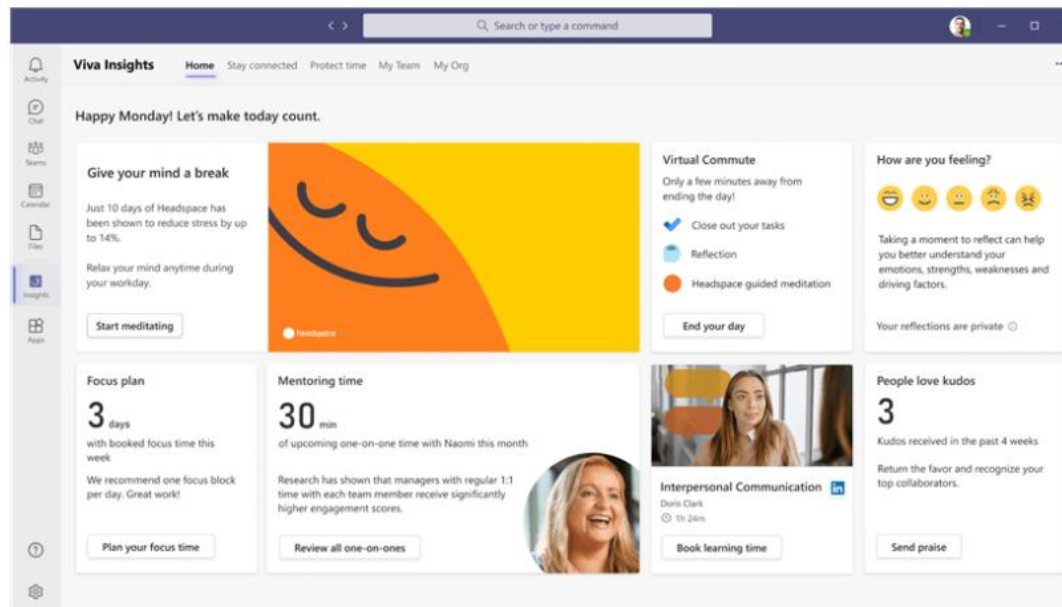 Search or type a command
Activity
Chat
Teams
Calendar
Files
Insights
Apps
Viva Insights
Home
Stay connected
Protect time
My Team
My Org
Happy Monday! Let's make today count.
Give your mind a break
Just 10 days of Headspace has
been shown to reduce stress by up
to 14%.
Relax your mind anytime during
your workday.
Start meditating
headspace
Virtual Commute
Only a few minutes away from
ending the day!
Close out your tasks
Reflection
Headspace guided meditation
End your day
How are you feeling?
Taking a moment to reflect can help
you better understand your
emotions, strengths, weaknesses and
driving factors.
Your reflections are private
Focus plan
3 days
with booked focus time this
week
We recommend one focus block
per day. Great work!
Plan your focus time
Mentoring time
30 min
of upcoming one-on-one time with Naomi this month
Research has shown that managers with regular 1:1
time with each team member receive significantly
higher engagement scores.
Review all one-on-ones
Interpersonal Communication in
Doris Clark
1h 24m
Book learning time
People love kudos
3
Kudos received in the past 4 weeks
Return the favor and recognize your
top collaborators.
Send praise